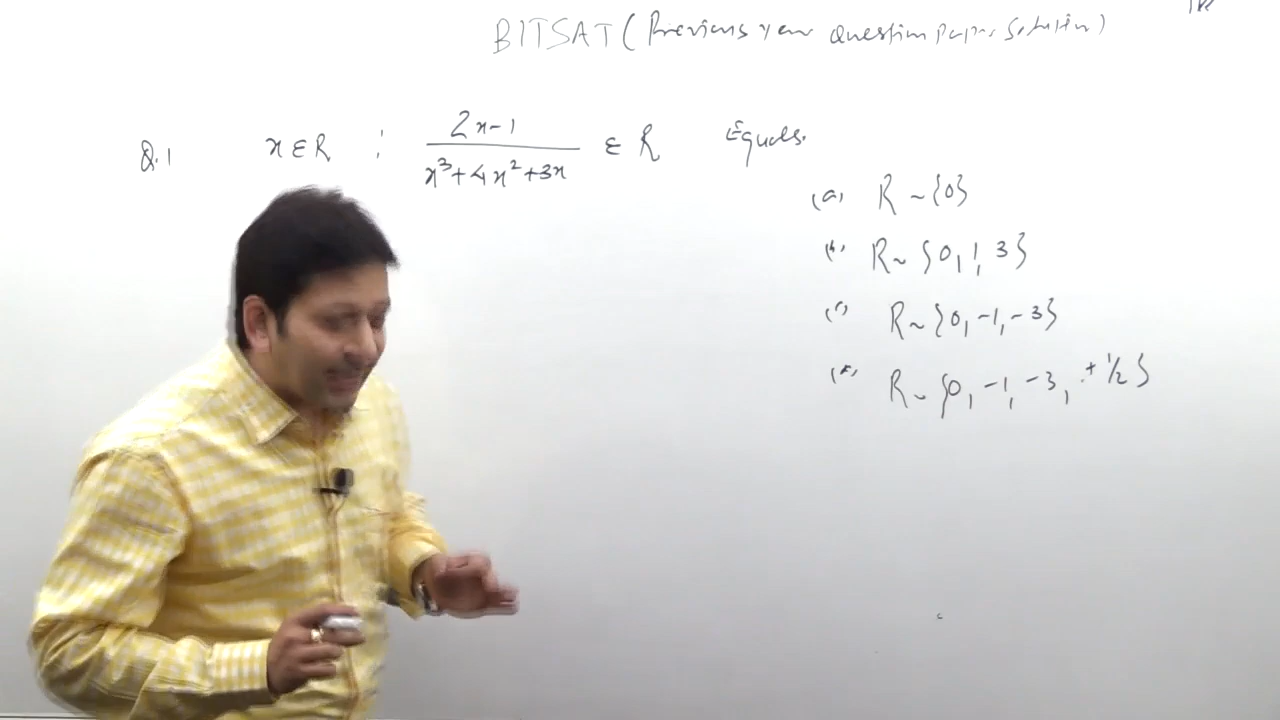 BITSAT (Previous year Question Paper Solution)
Q.1 x ∈ R : (2x-1)/(x³+4x²+3x) ∈ R Equals.
(a) R ~ {0}
(b) R ~ {0, 1, 3}
(c) R ~ {0, -1, -3}
R ~ {0, -1, -3, +1/2}